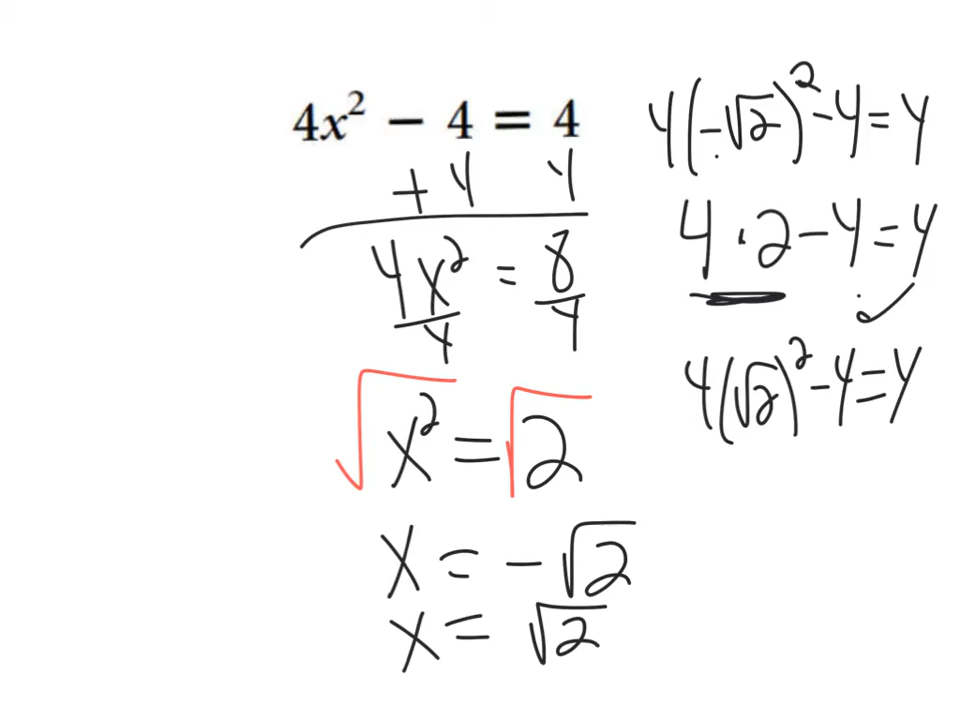 4x² − 4 = 4
+ 4 4
4x² = 8
4 4
√x² = √2
x = −√2
x = √2
4(−√2)² − 4 = 4
4 · 2 − 4 = 4
4(√2)² − 4 = 4